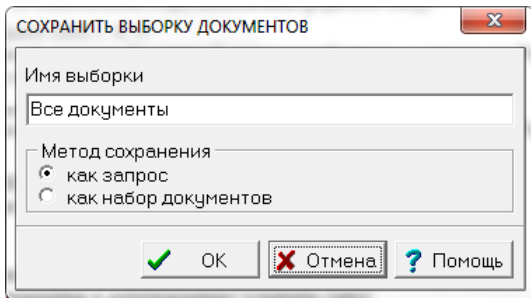 СОХРАНИТЬ ВЫБОРКУ ДОКУМЕНТОВ
Имя выборки
Все документы
Метод сохранения
как запрос
как набор документов
OK
Отмена
Помощь